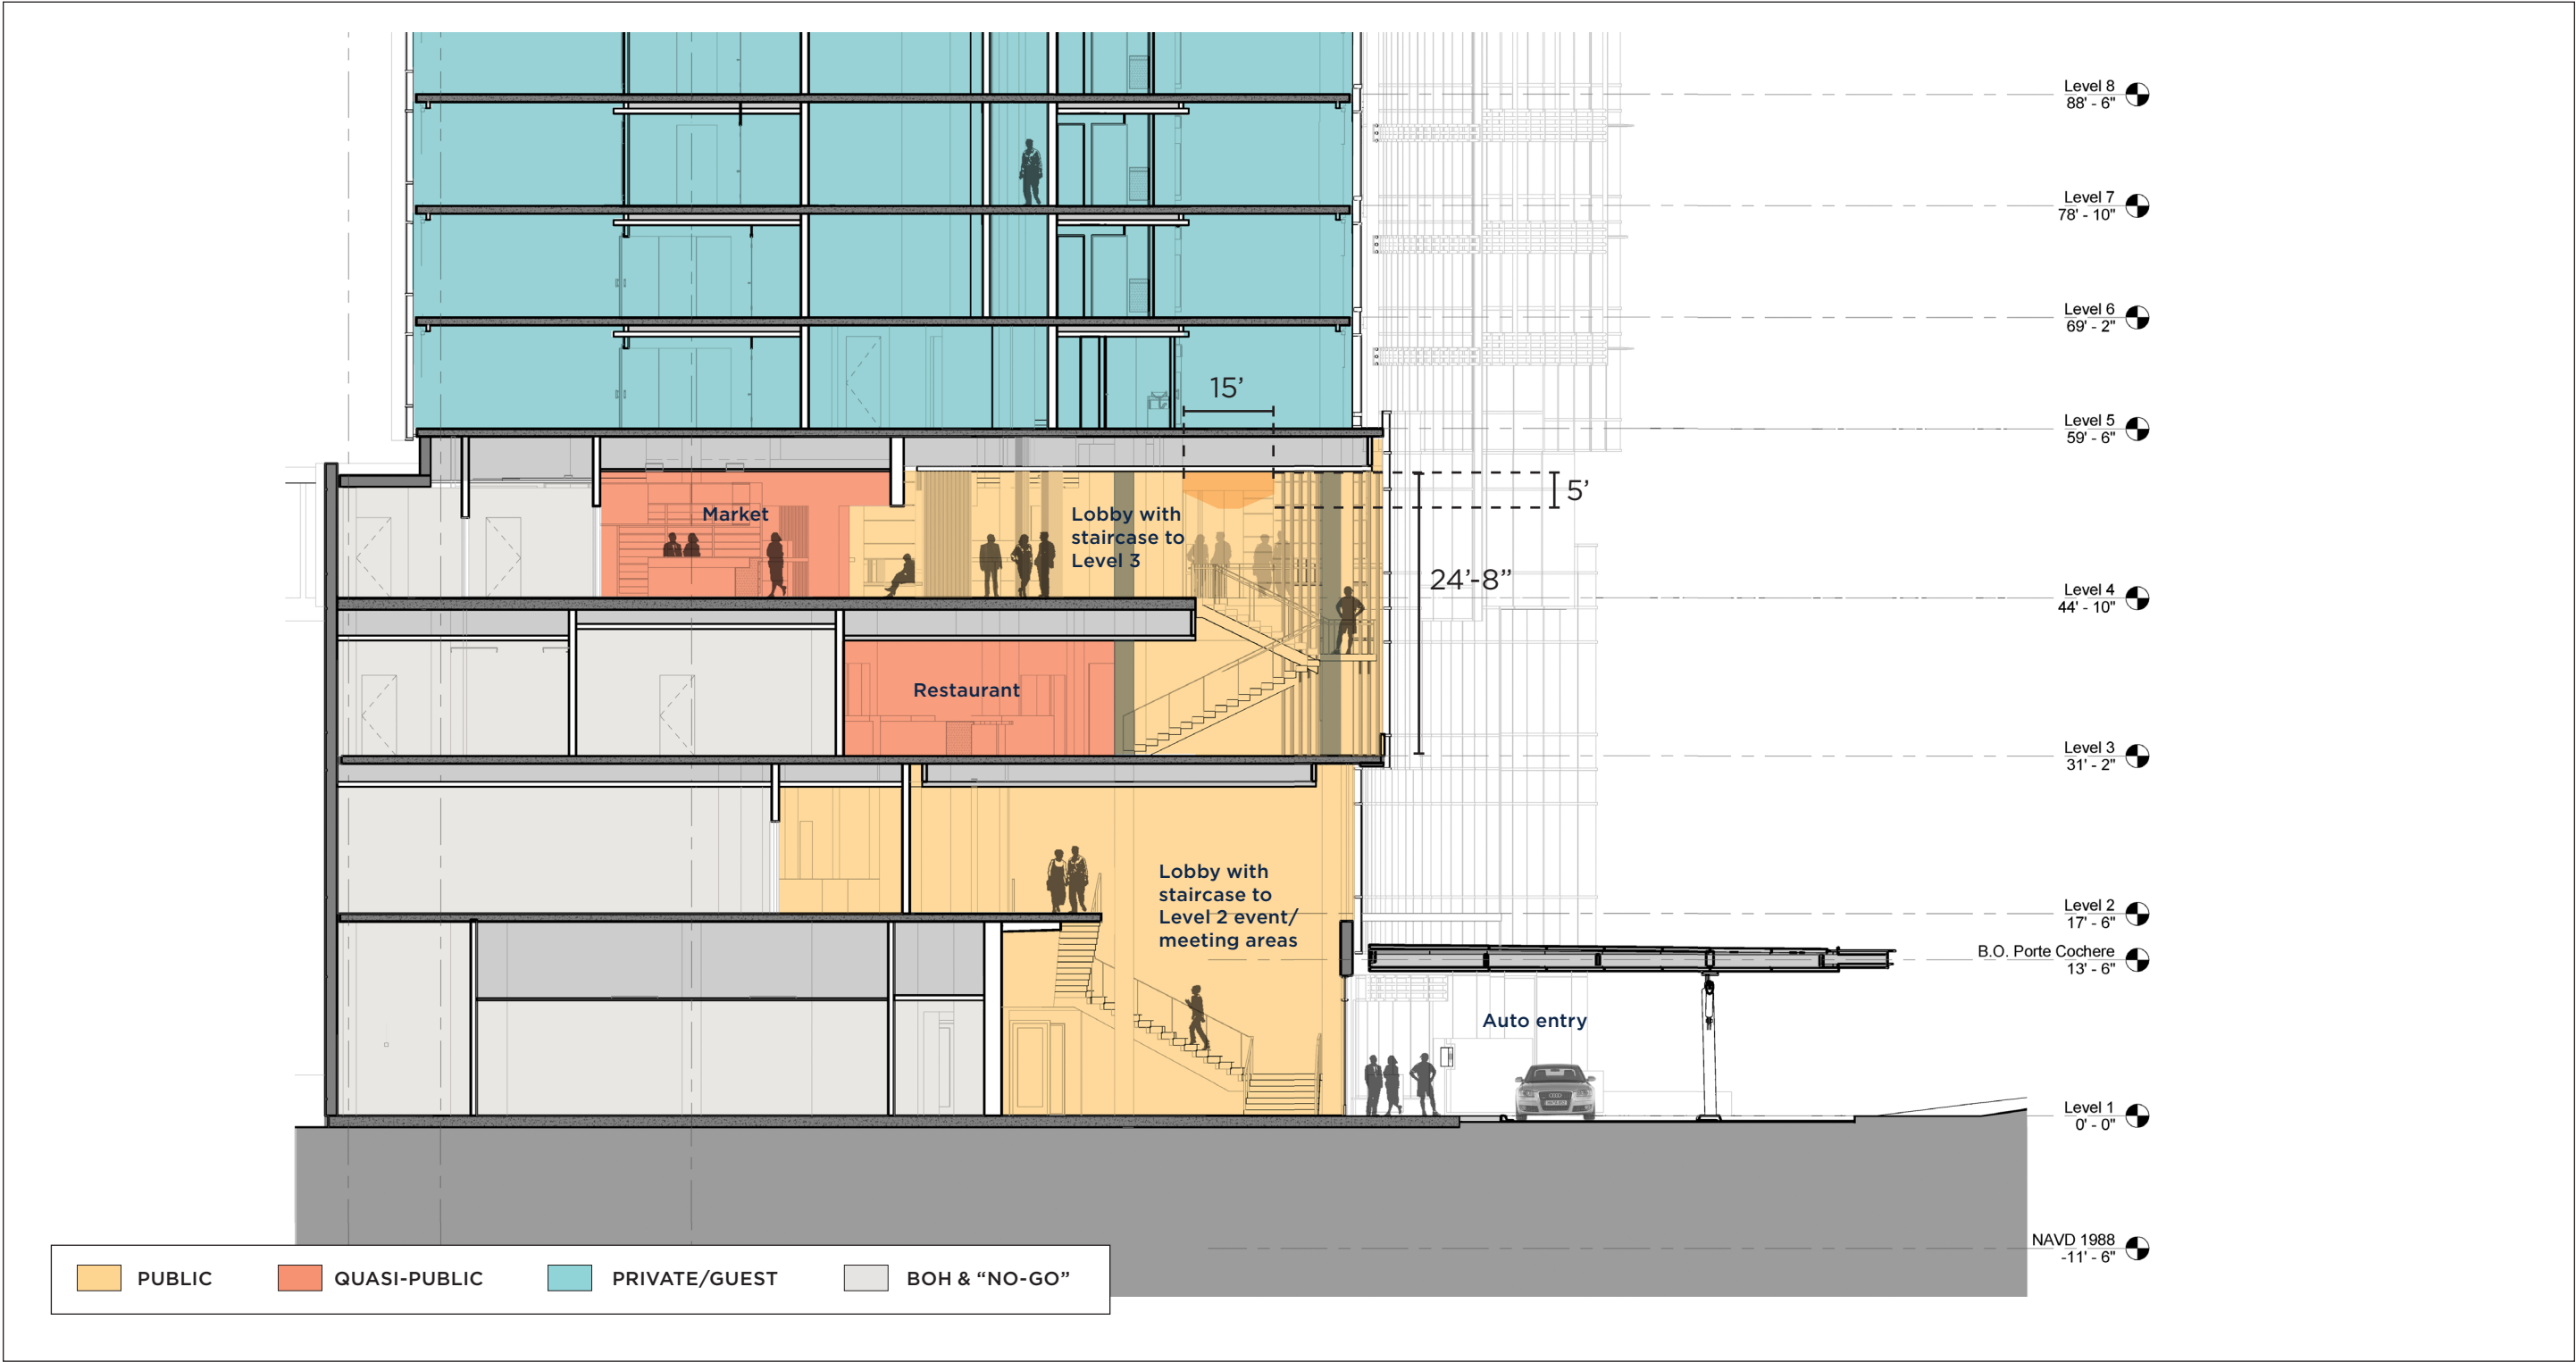 Level 8
88' - 6"
Level 7
78' - 10"
Level 6
69' - 2"
15’
Level 5
59' - 6"
5’
Market
Lobby with
staircase to
Level 3
24’-8”
Level 4
44' - 10"
Restaurant
Level 3
31' - 2"
Lobby with
staircase to
Level 2 event/
meeting areas
Level 2
17' - 6"
B.O. Porte Cochere
13' - 6"
Auto entry
Level 1
0' - 0"
NAVD 1988
-11' - 6"
PUBLIC
QUASI-PUBLIC
PRIVATE/GUEST
BOH & “NO-GO”